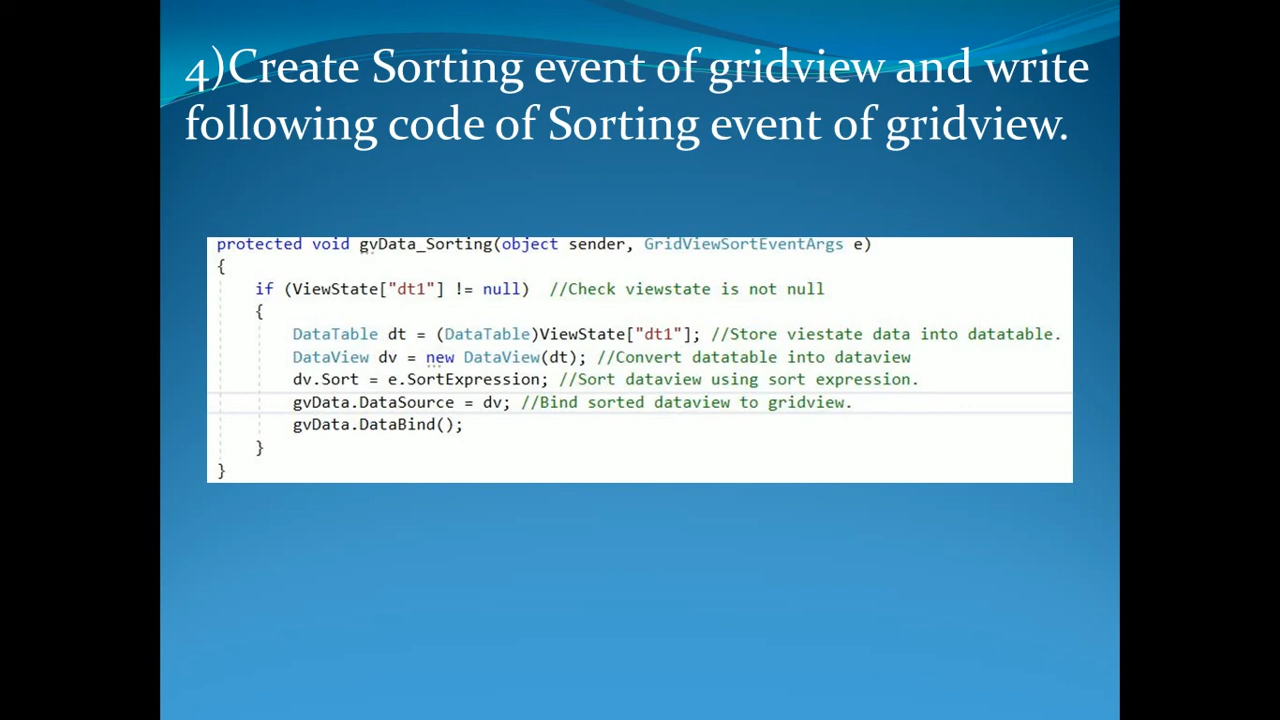 4)Create Sorting event of gridview and write
following code of Sorting event of gridview.
protected void gvData_Sorting(object sender, GridViewSortEventArgs e)
{
if (ViewState["dt1"] != null)  //Check viewstate is not null
{
DataTable dt = (DataTable)ViewState["dt1"]; //Store viestate data into datatable.
DataView dv = new DataView(dt); //Convert datatable into dataview
dv.Sort = e.SortExpression; //Sort dataview using sort expression.
gvData.DataSource = dv; //Bind sorted dataview to gridview.
gvData.DataBind();
}
}